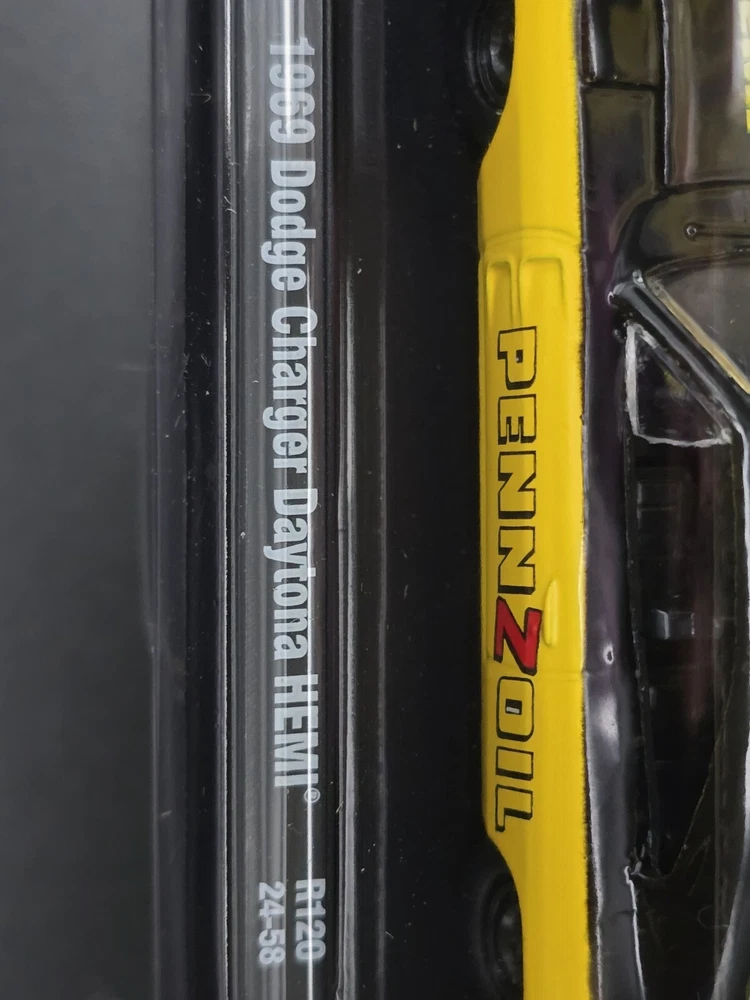 1969 Dodge Charger Daytona HEMI®
R120
24-58
PENNZOIL